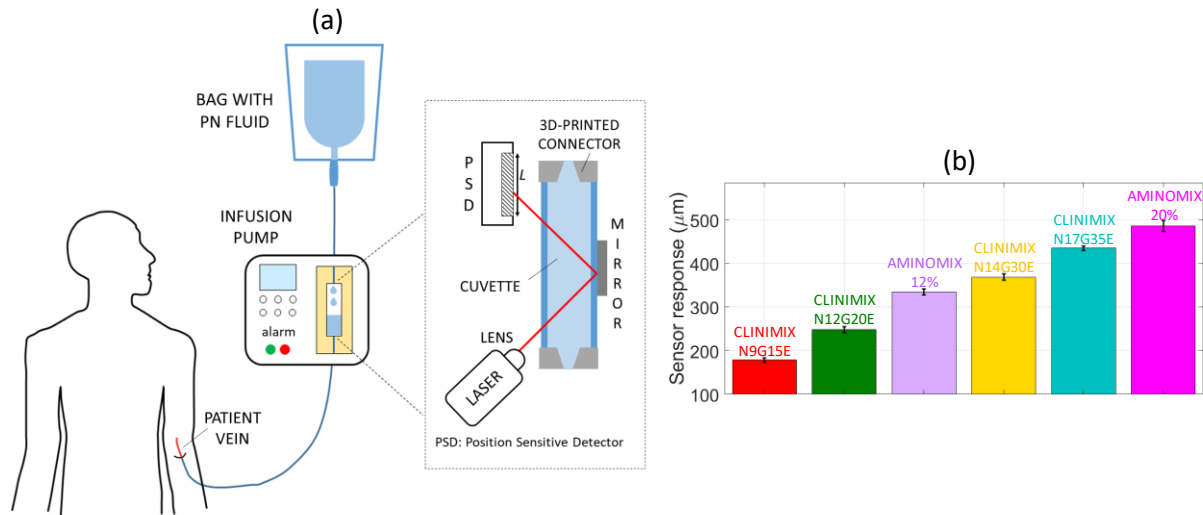 (a)
BAG WITH
PN FLUID
INFUSION
PUMP
alarm
PATIENT
VEIN
3D-PRINTED
CONNECTOR
PSD
L
MIRROR
CUVETTE
LENS
LASER
PSD: Position Sensitive Detector
(b)
Sensor response (μm)
500
400
300
200
100
CLINIMIX
N9G15E
CLINIMIX
N12G20E
AMINOMIX
12%
CLINIMIX
N14G30E
CLINIMIX
N17G35E
AMINOMIX
20%